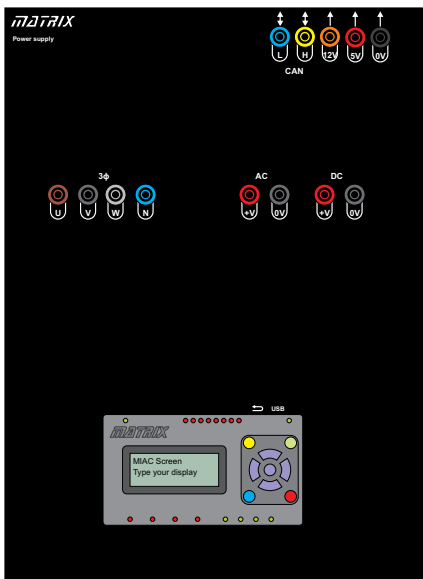 MATRIX
Power supply
L H 12V 5V 0V
CAN
3ϕ AC DC
U V W N +V 0V +V 0V
USB
MATRIX
MIAC Screen
Type your display